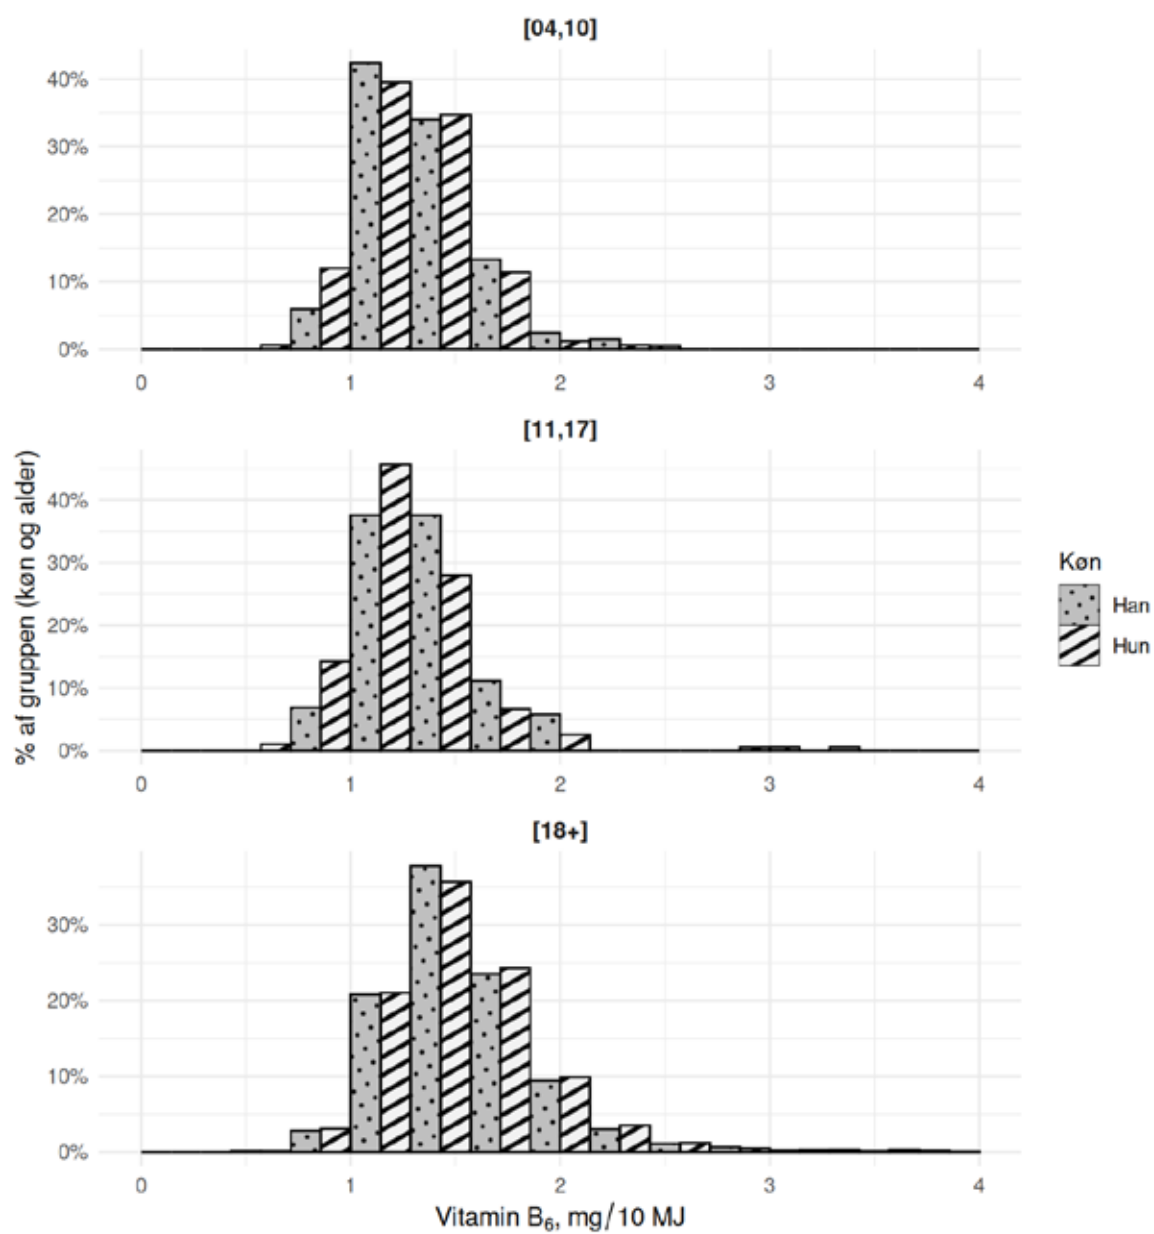 [04,10]
40%
30%
20%
10%
0%
0 1 2 3 4
[11,17]
% af gruppen (køn og alder)
40%
30%
20%
10%
0%
0 1 2 3 4
Køn
Han
Hun
[18+]
30%
20%
10%
0%
0 1 2 3 4
Vitamin B₆, mg/10 MJ